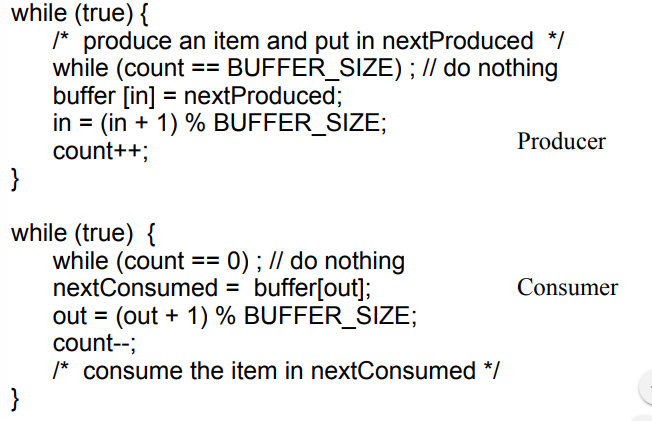 while (true) {
/* produce an item and put in nextProduced */
while (count == BUFFER_SIZE) ; // do nothing
buffer [in] = nextProduced;
in = (in + 1) % BUFFER_SIZE;
count++;
Producer
}
while (true) {
while (count == 0) ; // do nothing
nextConsumed = buffer[out];
Consumer
out = (out + 1) % BUFFER_SIZE;
count--;
/* consume the item in nextConsumed */
}